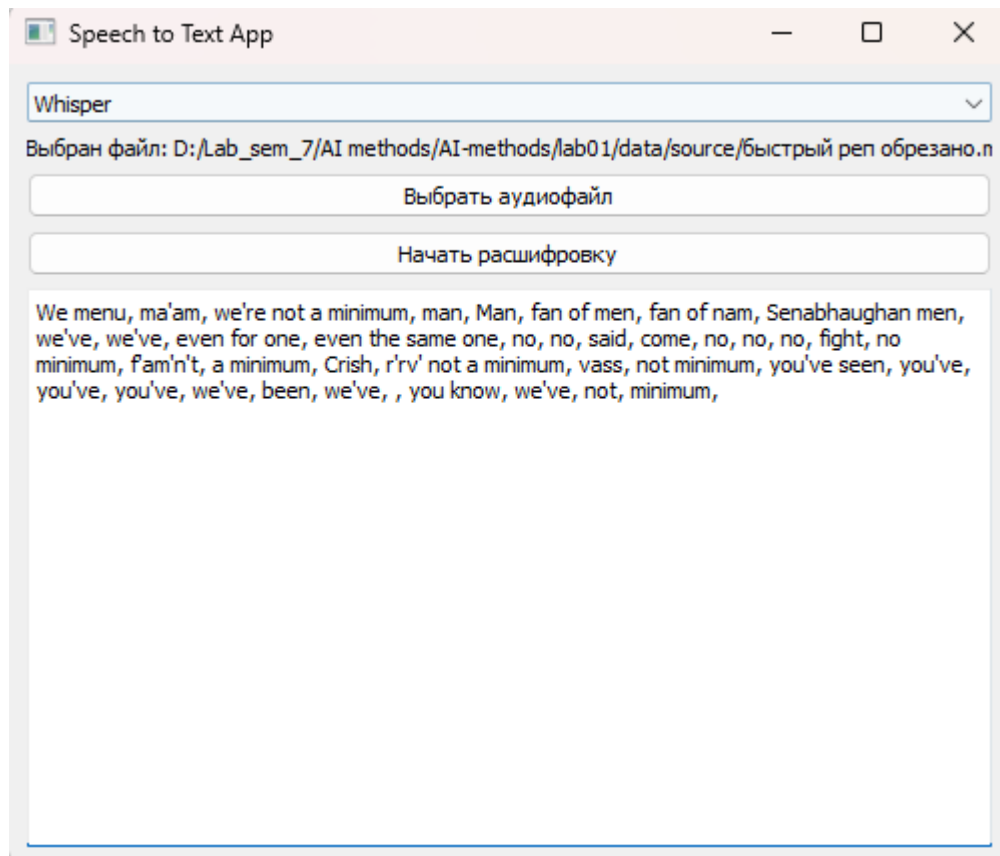 Speech to Text App
Whisper
Выбран файл: D:/Lab_sem_7/AI methods/AI-methods/lab01/data/source/быстрый реп обрезано.п
Выбрать аудиофайл
Начать расшифровку
We menu, ma'am, we're not a minimum, man, Man, fan of men, fan of nam, Senabhaughan men,
we've, we've, even for one, even the same one, no, no, said, come, no, no, no, fight, no
minimum, f'am'n't, a minimum, Crish, r'rv' not a minimum, vass, not minimum, you've seen, you've,
you've, you've, we've, been, we've, , you know, we've, not, minimum,